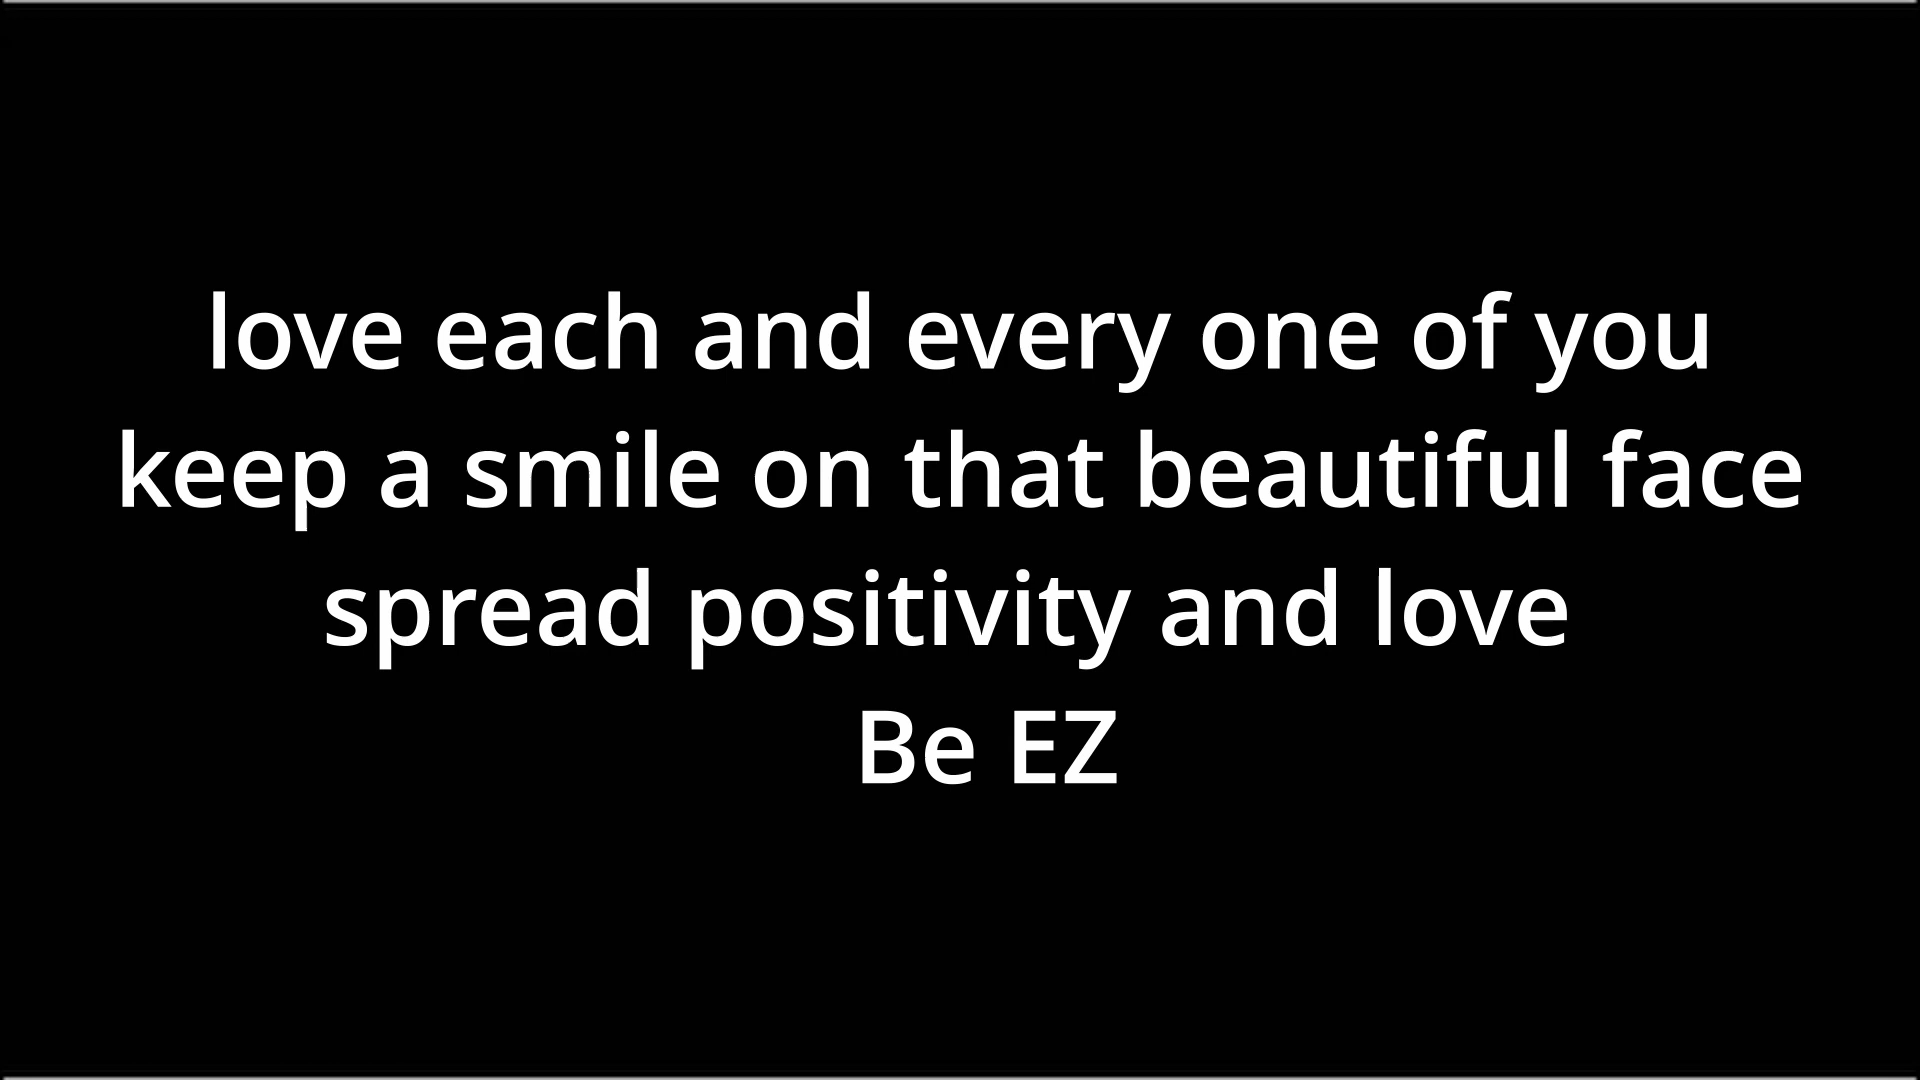 love each and every one of you
keep a smile on that beautiful face
spread positivity and love
Be EZ